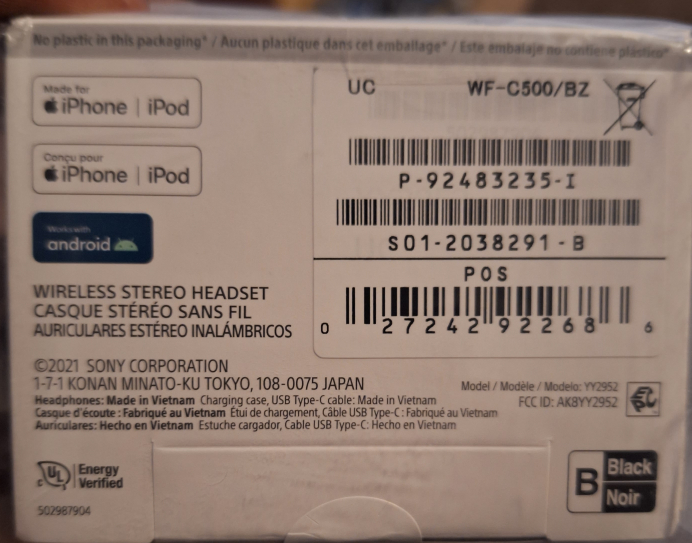 No plastic in this packaging* / Aucun plastique dans cet emballage* / Este embalaje no contiene plástico*
Made for
iPhone | iPod
Conçu pour
iPhone | iPod
Works with
android
WIRELESS STEREO HEADSET
CASQUE STÉRÉO SANS FIL
AURICULARES ESTÉREO INALÁMBRICOS
UC WF-C500/BZ
P-92483235-I
S01-2038291-B
POS
0 27242 92268 6
©2021 SONY CORPORATION
1-7-1 KONAN MINATO-KU TOKYO, 108-0075 JAPAN
Headphones: Made in Vietnam Charging case, USB Type-C cable: Made in Vietnam
Casque d'écoute : Fabriqué au Vietnam Étui de chargement, Câble USB Type-C : Fabriqué au Vietnam
Auriculares: Hecho en Vietnam Estuche cargador, Cable USB Type-C: Hecho en Vietnam
Model / Modèle / Modelo: YY2952
FCC ID: AK8YY2952
c UL Energy
Verified
502987904
B Black
Noir